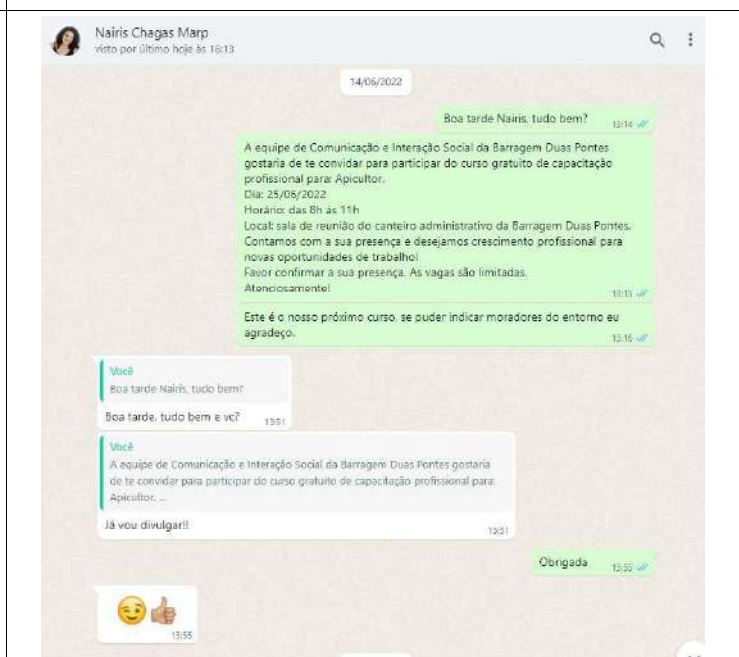 Nairis Chagas Marp
visto por último hoje às 16:13
14/06/2022
Boa tarde Nairis, tudo bem?
13:14
A equipe de Comunicação e Interação Social da Barragem Duas Pontes
gostaria de te convidar para participar do curso gratuito de capacitação
profissional para: Apicultor.
Dia: 25/06/2022
Horário: das 8h às 11h
Local: sala de reunião do canteiro administrativo da Barragem Duas Pontes.
Contamos com a sua presença e desejamos crescimento profissional para
novas oportunidades de trabalho!
Favor confirmar a sua presença. As vagas são limitadas.
Atenciosamente!
13:15
Este é o nosso próximo curso, se puder indicar moradores do entorno eu
agradeço.
13:16
Você
Boa tarde Nairis, tudo bem?
Boa tarde, tudo bem e vc?
13:51
Você
A equipe de Comunicação e Interação Social da Barragem Duas Pontes gostaria
de te convidar para participar do curso gratuito de capacitação profissional para:
Apicultor. ...
Já vou divulgar!!
13:51
Obrigada
13:55
13:55